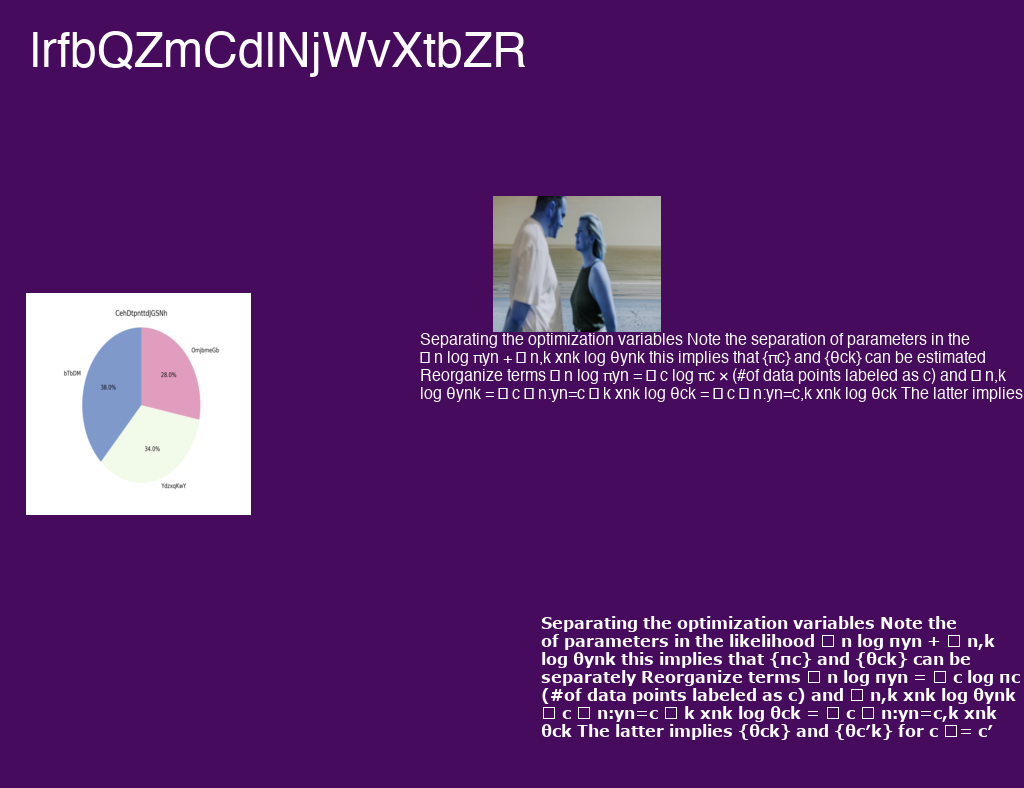 lrfbQZmCdlNjWvXtbZR
CehDtpnttdJGSNh
OmjbmeGb
bTbDM
38.0%
28.0%
34.0%
YdzxqKwY
Separating the optimization variables Note the separation of parameters in the
□ n log πyn + □ n,k xnk log θynk this implies that {πc} and {θck} can be estimated
Reorganize terms □ n log πyn = □ c log πc × (#of data points labeled as c) and □ n,k
log θynk = □ c □ n:yn=c □ k xnk log θck = □ c □ n:yn=c,k xnk log θck The latter implies
Separating the optimization variables Note the
of parameters in the likelihood □ n log πyn + □ n,k
log θynk this implies that {πc} and {θck} can be
separately Reorganize terms □ n log πyn = □ c log πc
(#of data points labeled as c) and □ n,k xnk log θynk
□ c □ n:yn=c □ k xnk log θck = □ c □ n:yn=c,k xnk
θck The latter implies {θck} and {θc’k} for c □= c’